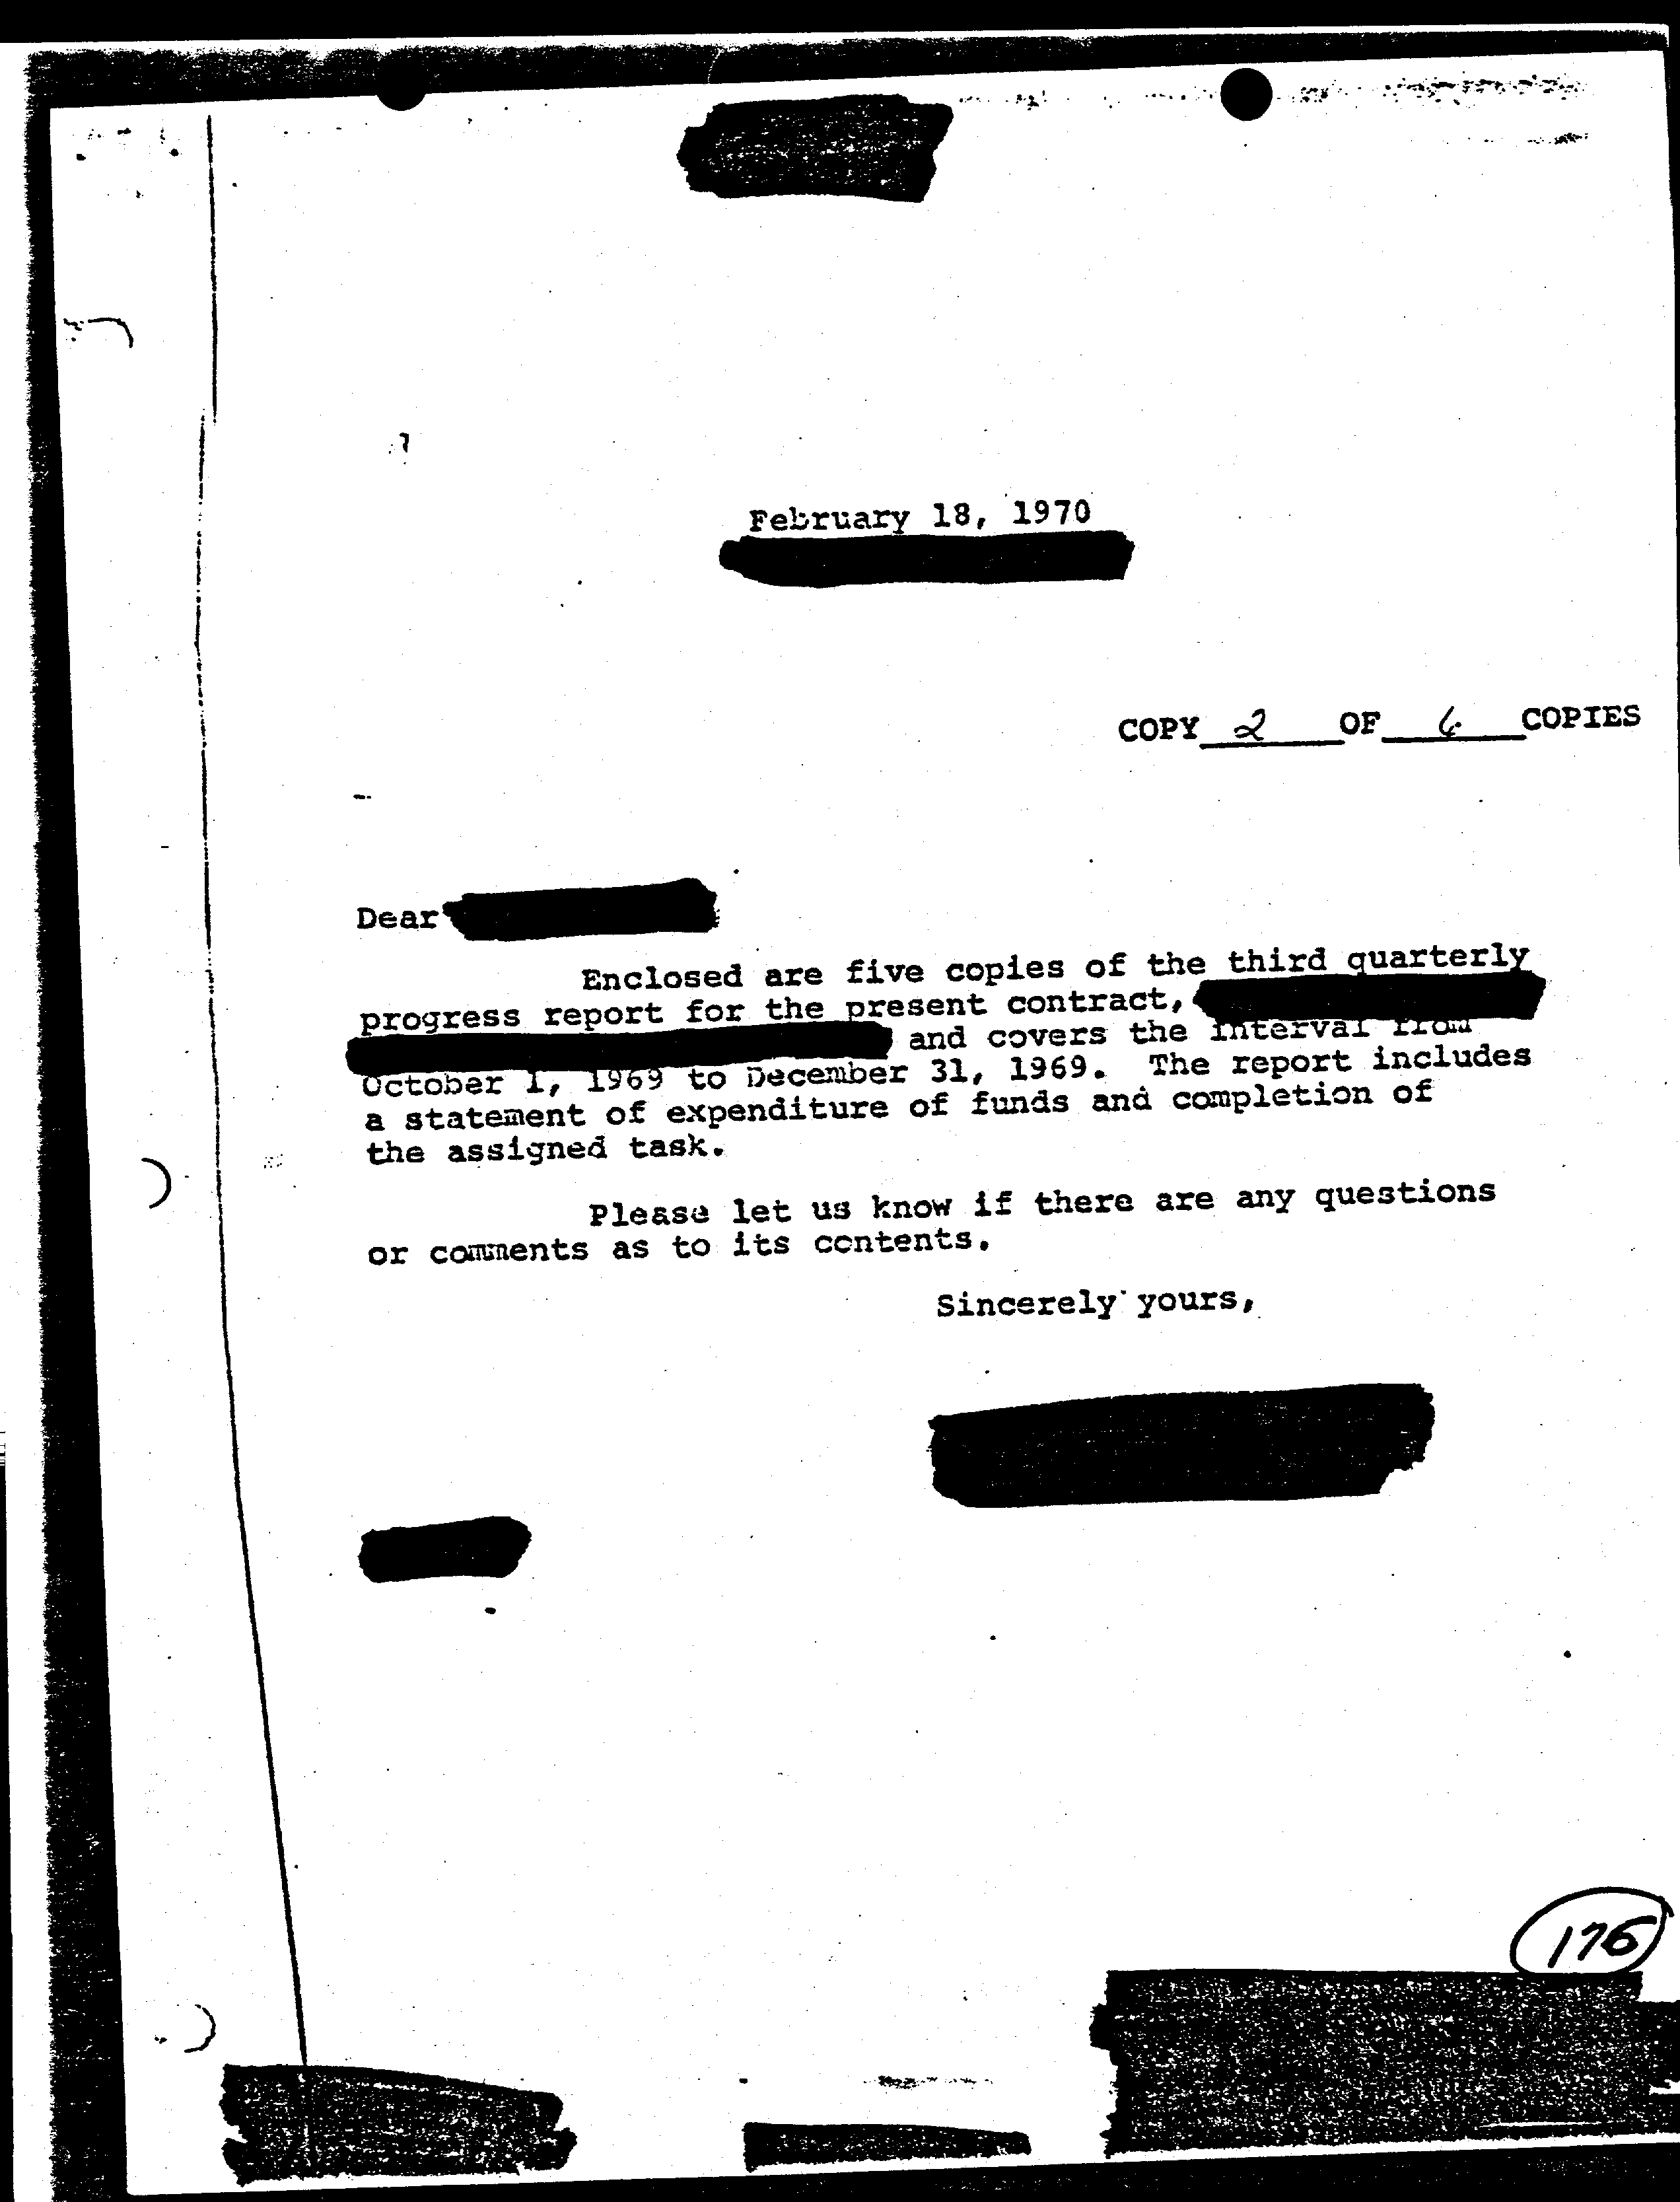 February 18, 1970
COPY 2 OF 6 COPIES
Dear
Enclosed are five copies of the third quarterly
progress report for the present contract,
and covers the interval from
October 1, 1969 to December 31, 1969. The report includes
a statement of expenditure of funds and completion of
the assigned task.
Please let us know if there are any questions
or comments as to its contents.
Sincerely yours,
176